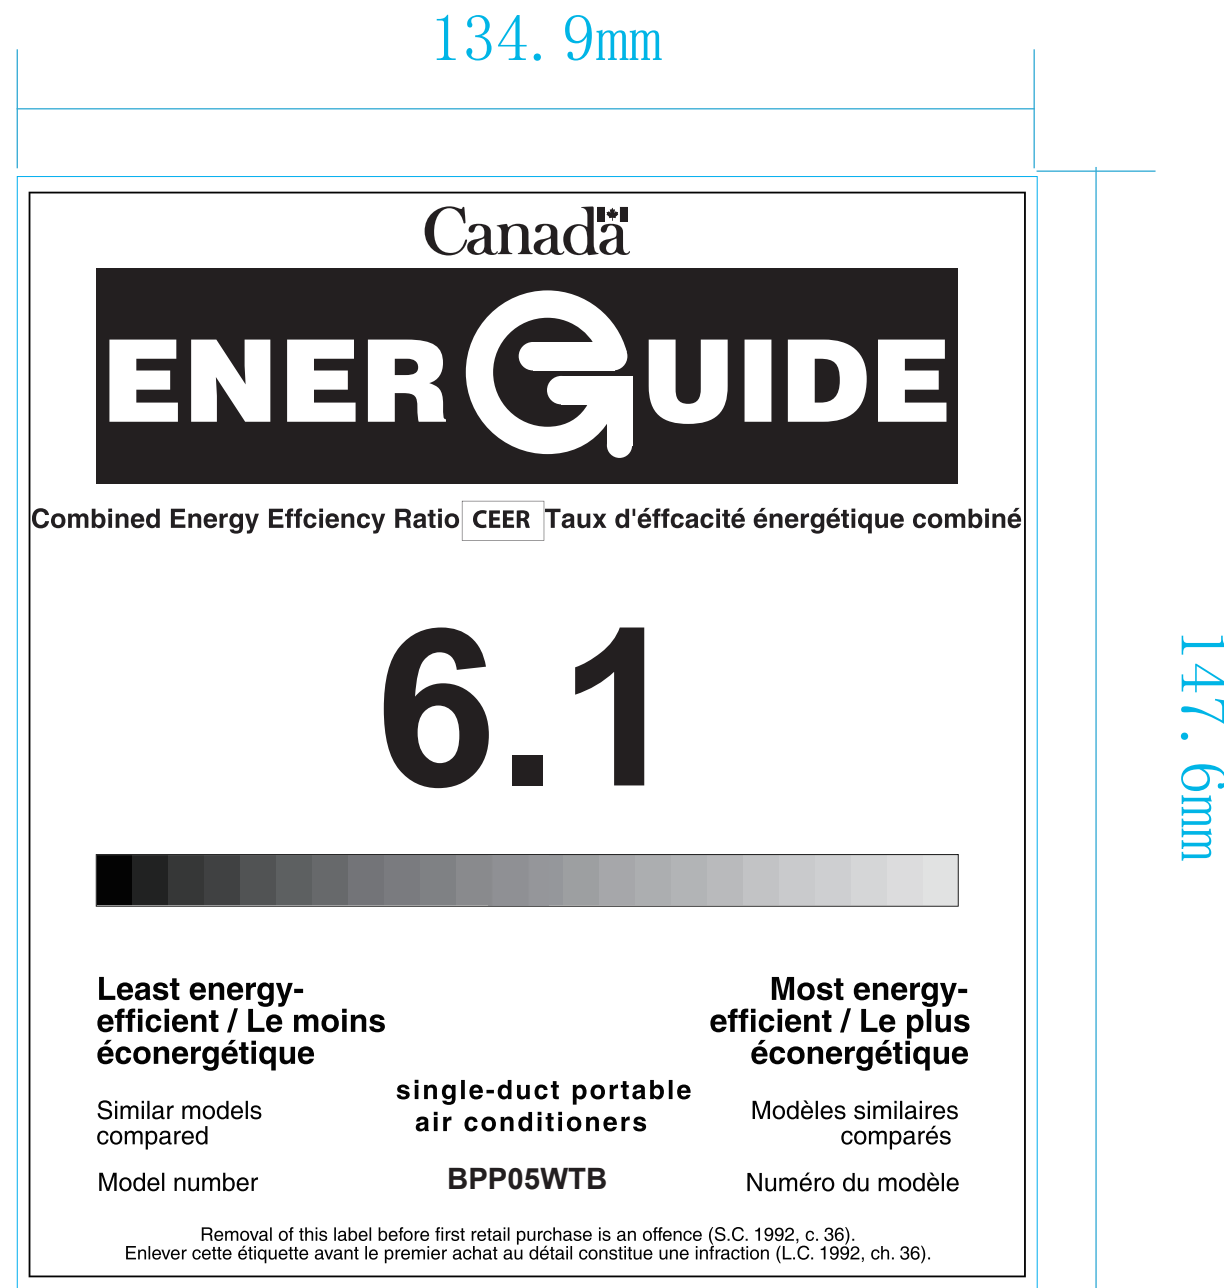 134.9mm
Canada
ENERGUIDE
Combined Energy Effciency Ratio CEER Taux d'éffcacité énergétique combiné
6.1
147.6mm
Least energy-
efficient / Le moins
éconergétique
Most energy-
efficient / Le plus
éconergétique
single-duct portable
air conditioners
Similar models
compared
Modèles similaires
comparés
Model number
BPP05WTB
Numéro du modèle
Removal of this label before first retail purchase is an offence (S.C. 1992, c. 36).
Enlever cette étiquette avant le premier achat au détail constitue une infraction (L.C. 1992, ch. 36).